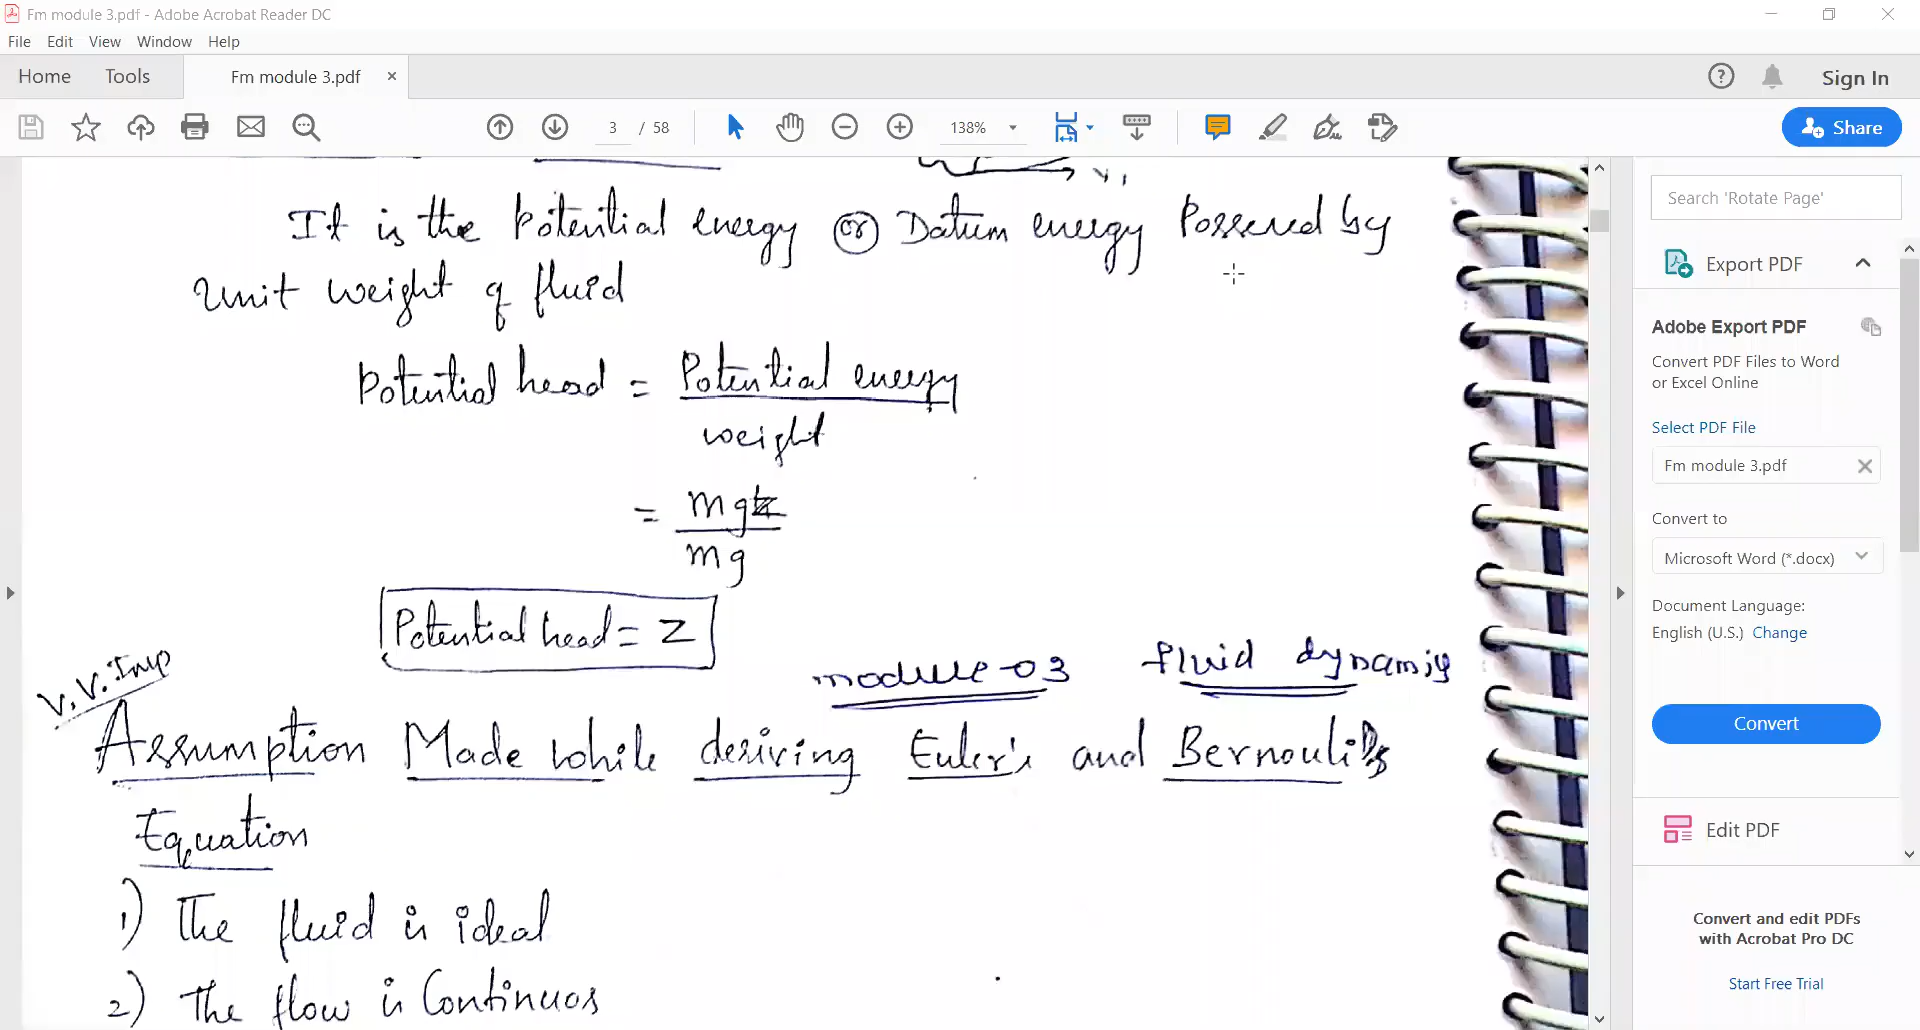 Fm module 3.pdf - Adobe Acrobat Reader DC
File Edit View Window Help
Home Tools Fm module 3.pdf × Sign In
3 / 58 138% Share
V1
It is the Potential energy or Datum energy Possesed by
Unit weight of fluid
Potential head = Potential energy
weight
= mgz
mg
Potential head = Z
V.V.Imp
module-03 fluid dynamis
Assumption Made while deriving Euler's and Bernoulli's
Equation
1) The fluid is ideal
2) The flow is Continuos
Search 'Rotate Page'
Export PDF
Adobe Export PDF
Convert PDF Files to Word
or Excel Online
Select PDF File
Fm module 3.pdf
Convert to
Microsoft Word (*.docx)
Document Language:
English (U.S.) Change
Convert
Edit PDF
Convert and edit PDFs
with Acrobat Pro DC
Start Free Trial